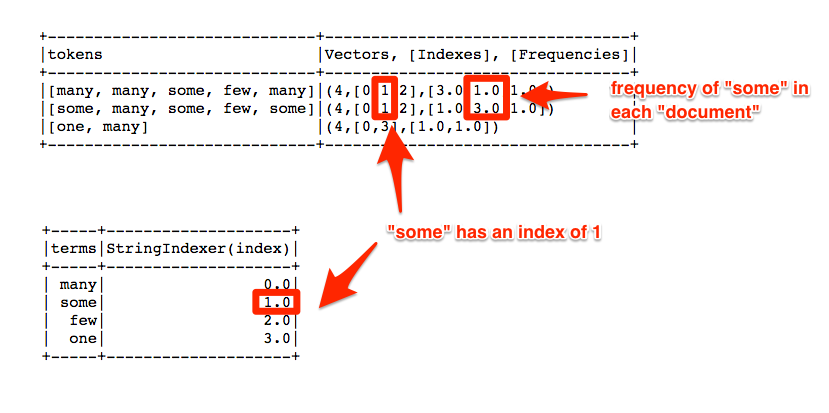 +-----------------------------+-----------------------------+
|tokens                       |Vectors, [Indexes], [Frequencies]|
+-----------------------------+-----------------------------+
|[many, many, some, few, many]|(4,[0,1,2],[3.0,1.0,1.0])
|[some, many, some, few, some]|(4,[0,1,2],[1.0,3.0,1.0])
|[one, many]                  |(4,[0,3],[1.0,1.0])          |
+-----------------------------+-----------------------------+
frequency of "some" in
each "document"
"some" has an index of 1
+-----+--------------------+
|terms|StringIndexer(index)|
+-----+--------------------+
| many|                 0.0|
| some|                 1.0|
|  few|                 2.0|
|  one|                 3.0|
+-----+--------------------+